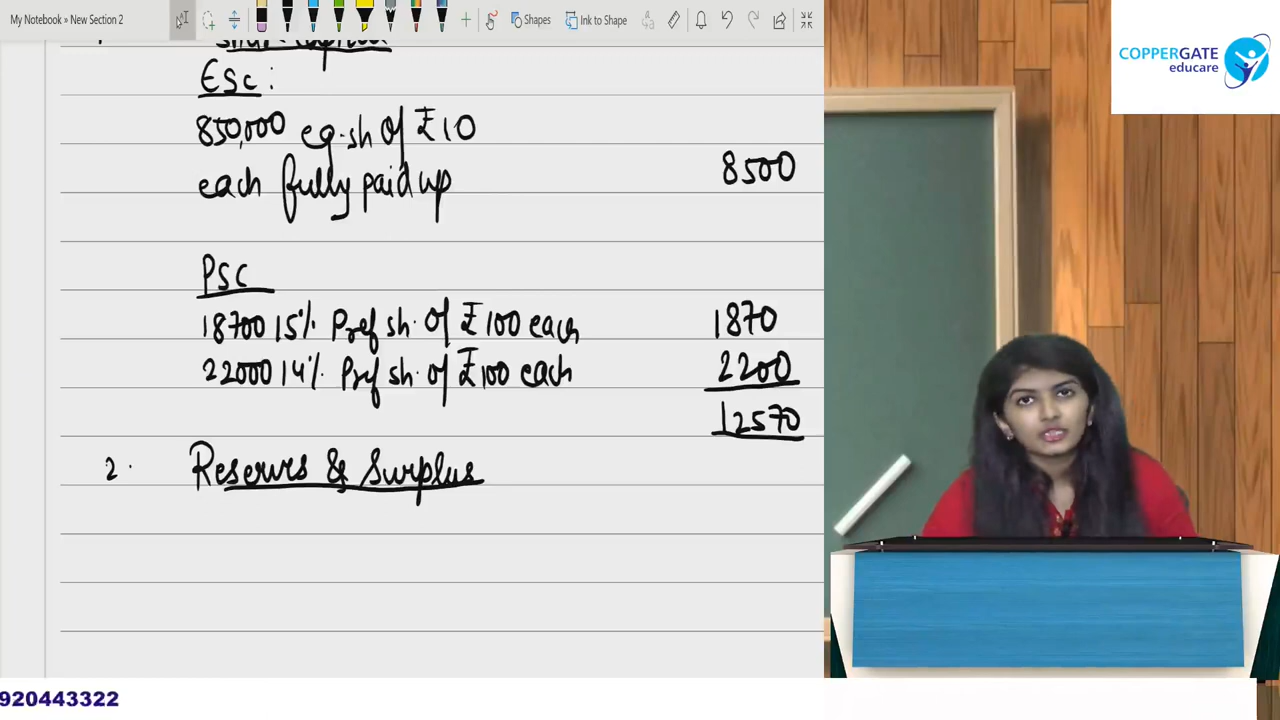 My Notebook » New Section 2
Shapes
Ink to Shape
COPPERGATE
educare
ESC:
850,000 eq. sh of ₹10
each fully paid up 8500
PSC
18700 15% Pref sh. of ₹100 each 1870
22000 14% Pref sh. of ₹100 each 2200
12570
2. Reserves & Surplus
920443322